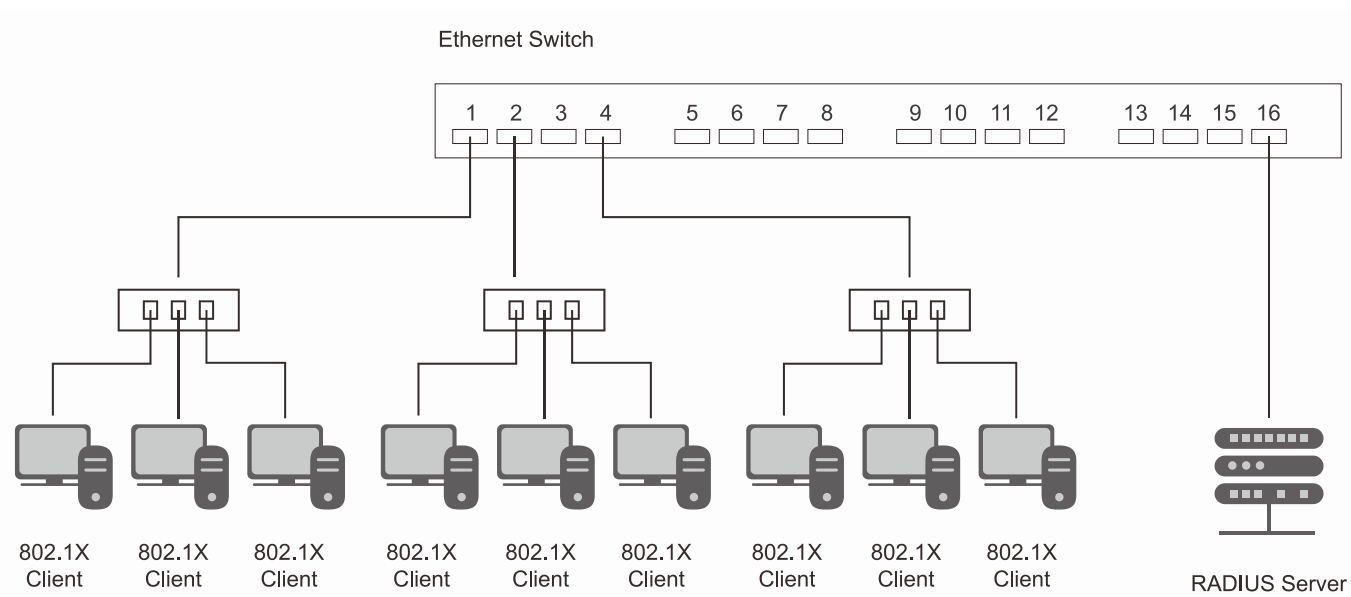 Ethernet Switch
1 2 3 4 5 6 7 8 9 10 11 12 13 14 15 16
802.1X 802.1X 802.1X 802.1X 802.1X 802.1X 802.1X 802.1X 802.1X
Client Client Client Client Client Client Client Client Client
RADIUS Server